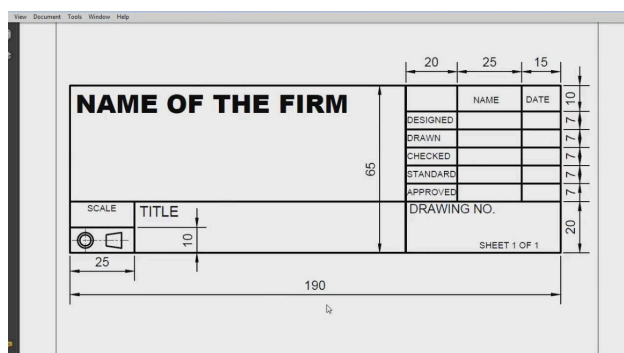 View Document Tools Window Help
20 25 15
NAME OF THE FIRM
NAME DATE 10
DESIGNED 7
DRAWN 7
CHECKED 7
65
STANDARD 7
APPROVED 7
SCALE TITLE DRAWING NO.
10 20
SHEET 1 OF 1
25
190